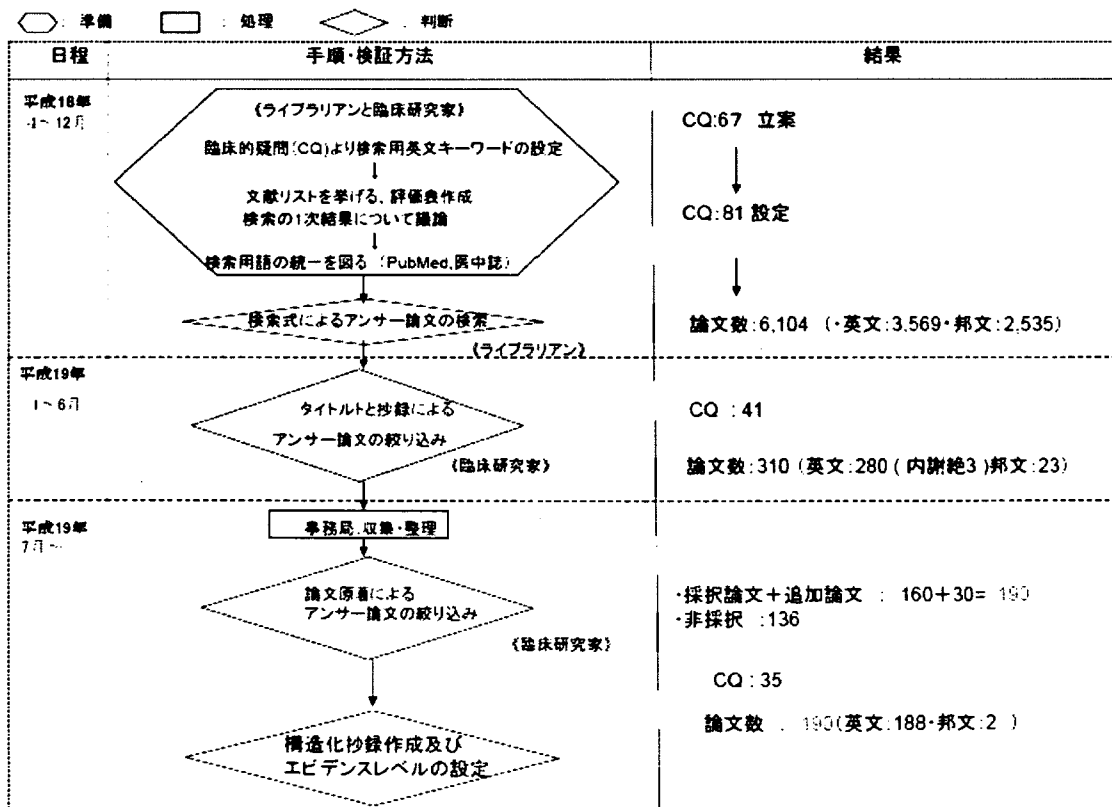 : 準備 : 処理 : 判断
日程 手順・検証方法 結果
平成18年
4~12月
《ライブラリアンと臨床研究家》
臨床的疑問(CQ)より検索用英文キーワードの設定
文献リストを挙げる、評価表作成
検索の1次結果について議論
検索用語の統一を図る (PubMed,医中誌)
検索式によるアンサー論文の検索
《ライブラリアン》
CQ:67 立案
CQ:81 設定
論文数:6,104 (・英文:3,569・邦文:2,535)
平成19年
1~6月
タイトルトと抄録による
アンサー論文の絞り込み
《臨床研究家》
CQ : 41
論文数:310 (英文:280 ( 内謝絶3 )邦文:23)
平成19年
7月~
事務局:収集・整理
論文原著による
アンサー論文の絞り込み
《臨床研究家》
・採択論文+追加論文 : 160+30= 190
・非採択 :136
CQ : 35
論文数 : 190(英文:188・邦文:2 )
構造化抄録作成及び
エビデンスレベルの設定